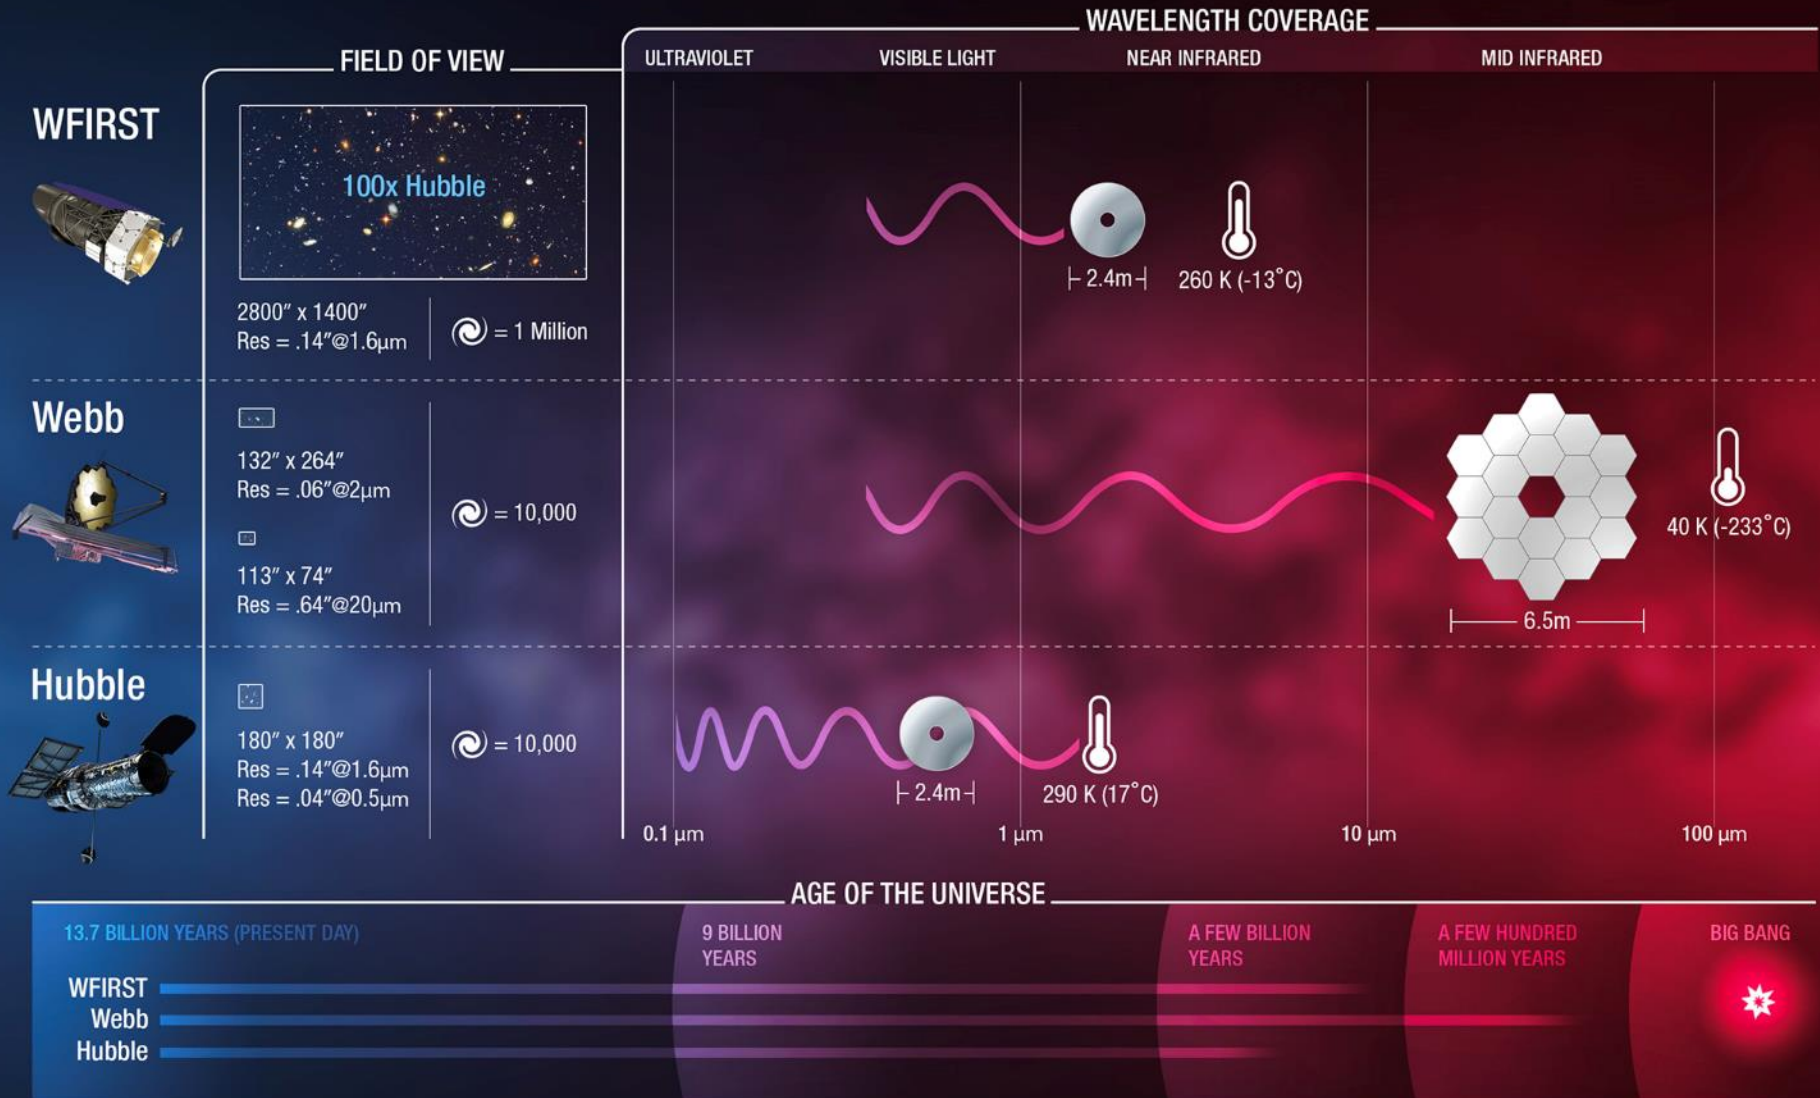 WAVELENGTH COVERAGE
FIELD OF VIEW
ULTRAVIOLET
VISIBLE LIGHT
NEAR INFRARED
MID INFRARED
WFIRST
100x Hubble
2800″ x 1400″
Res = .14″@1.6µm
= 1 Million
2.4m
260 K (-13˚C)
Webb
132″ x 264″
Res = .06″@2µm
= 10,000
113″ x 74″
Res = .64″@20µm
6.5m
40 K (-233˚C)
Hubble
180″ x 180″
Res = .14″@1.6µm
Res = .04″@0.5µm
= 10,000
2.4m
290 K (17˚C)
0.1 µm
1 µm
10 µm
100 µm
AGE OF THE UNIVERSE
13.7 BILLION YEARS (PRESENT DAY)
9 BILLION
YEARS
A FEW BILLION
YEARS
A FEW HUNDRED
MILLION YEARS
BIG BANG
WFIRST
Webb
Hubble